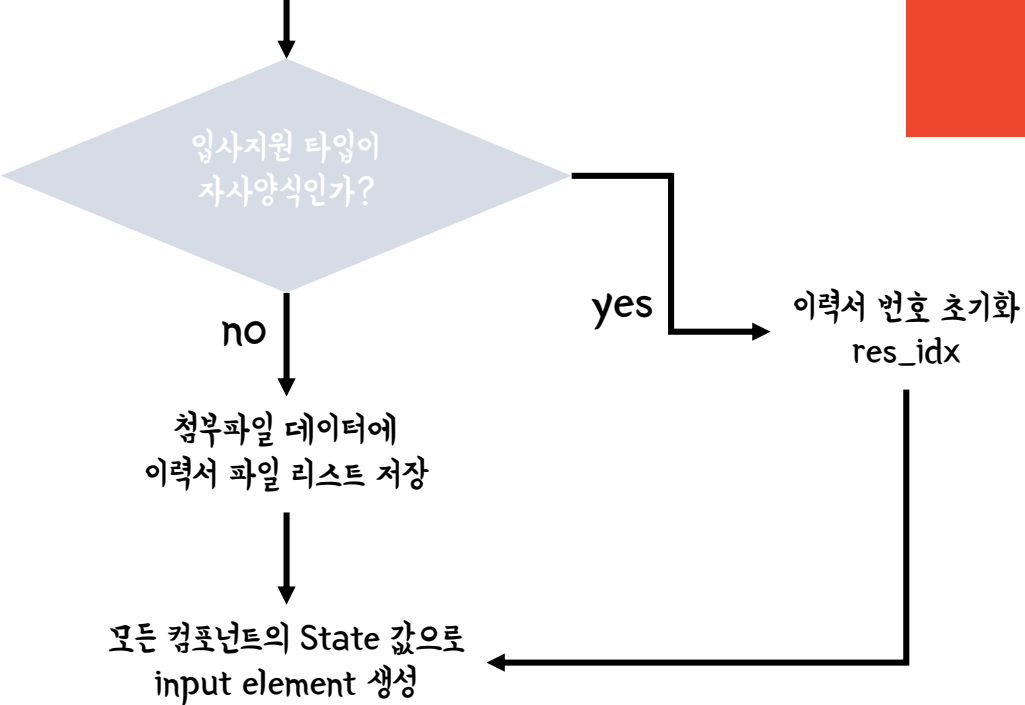 입사지원 타입이
자사양식인가?
yes
이력서 번호 초기화
res_idx
no
첨부파일 데이터에
이력서 파일 리스트 저장
모든 컴포넌트의 State 값으로
input element 생성